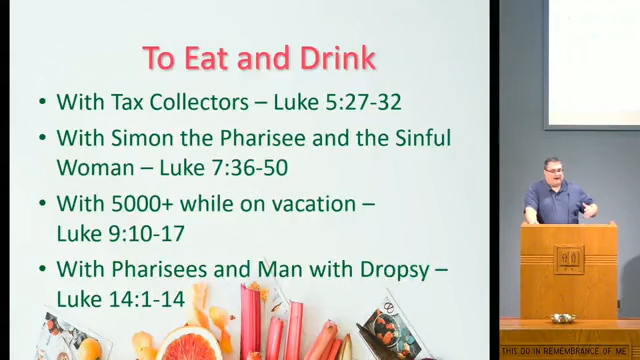 To Eat and Drink
• With Tax Collectors – Luke 5:27-32
• With Simon the Pharisee and the Sinful
Woman – Luke 7:36-50
• With 5000+ while on vacation –
Luke 9:10-17
• With Pharisees and Man with Dropsy –
Luke 14:1-14
THIS DO IN REMEMBRANCE OF ME